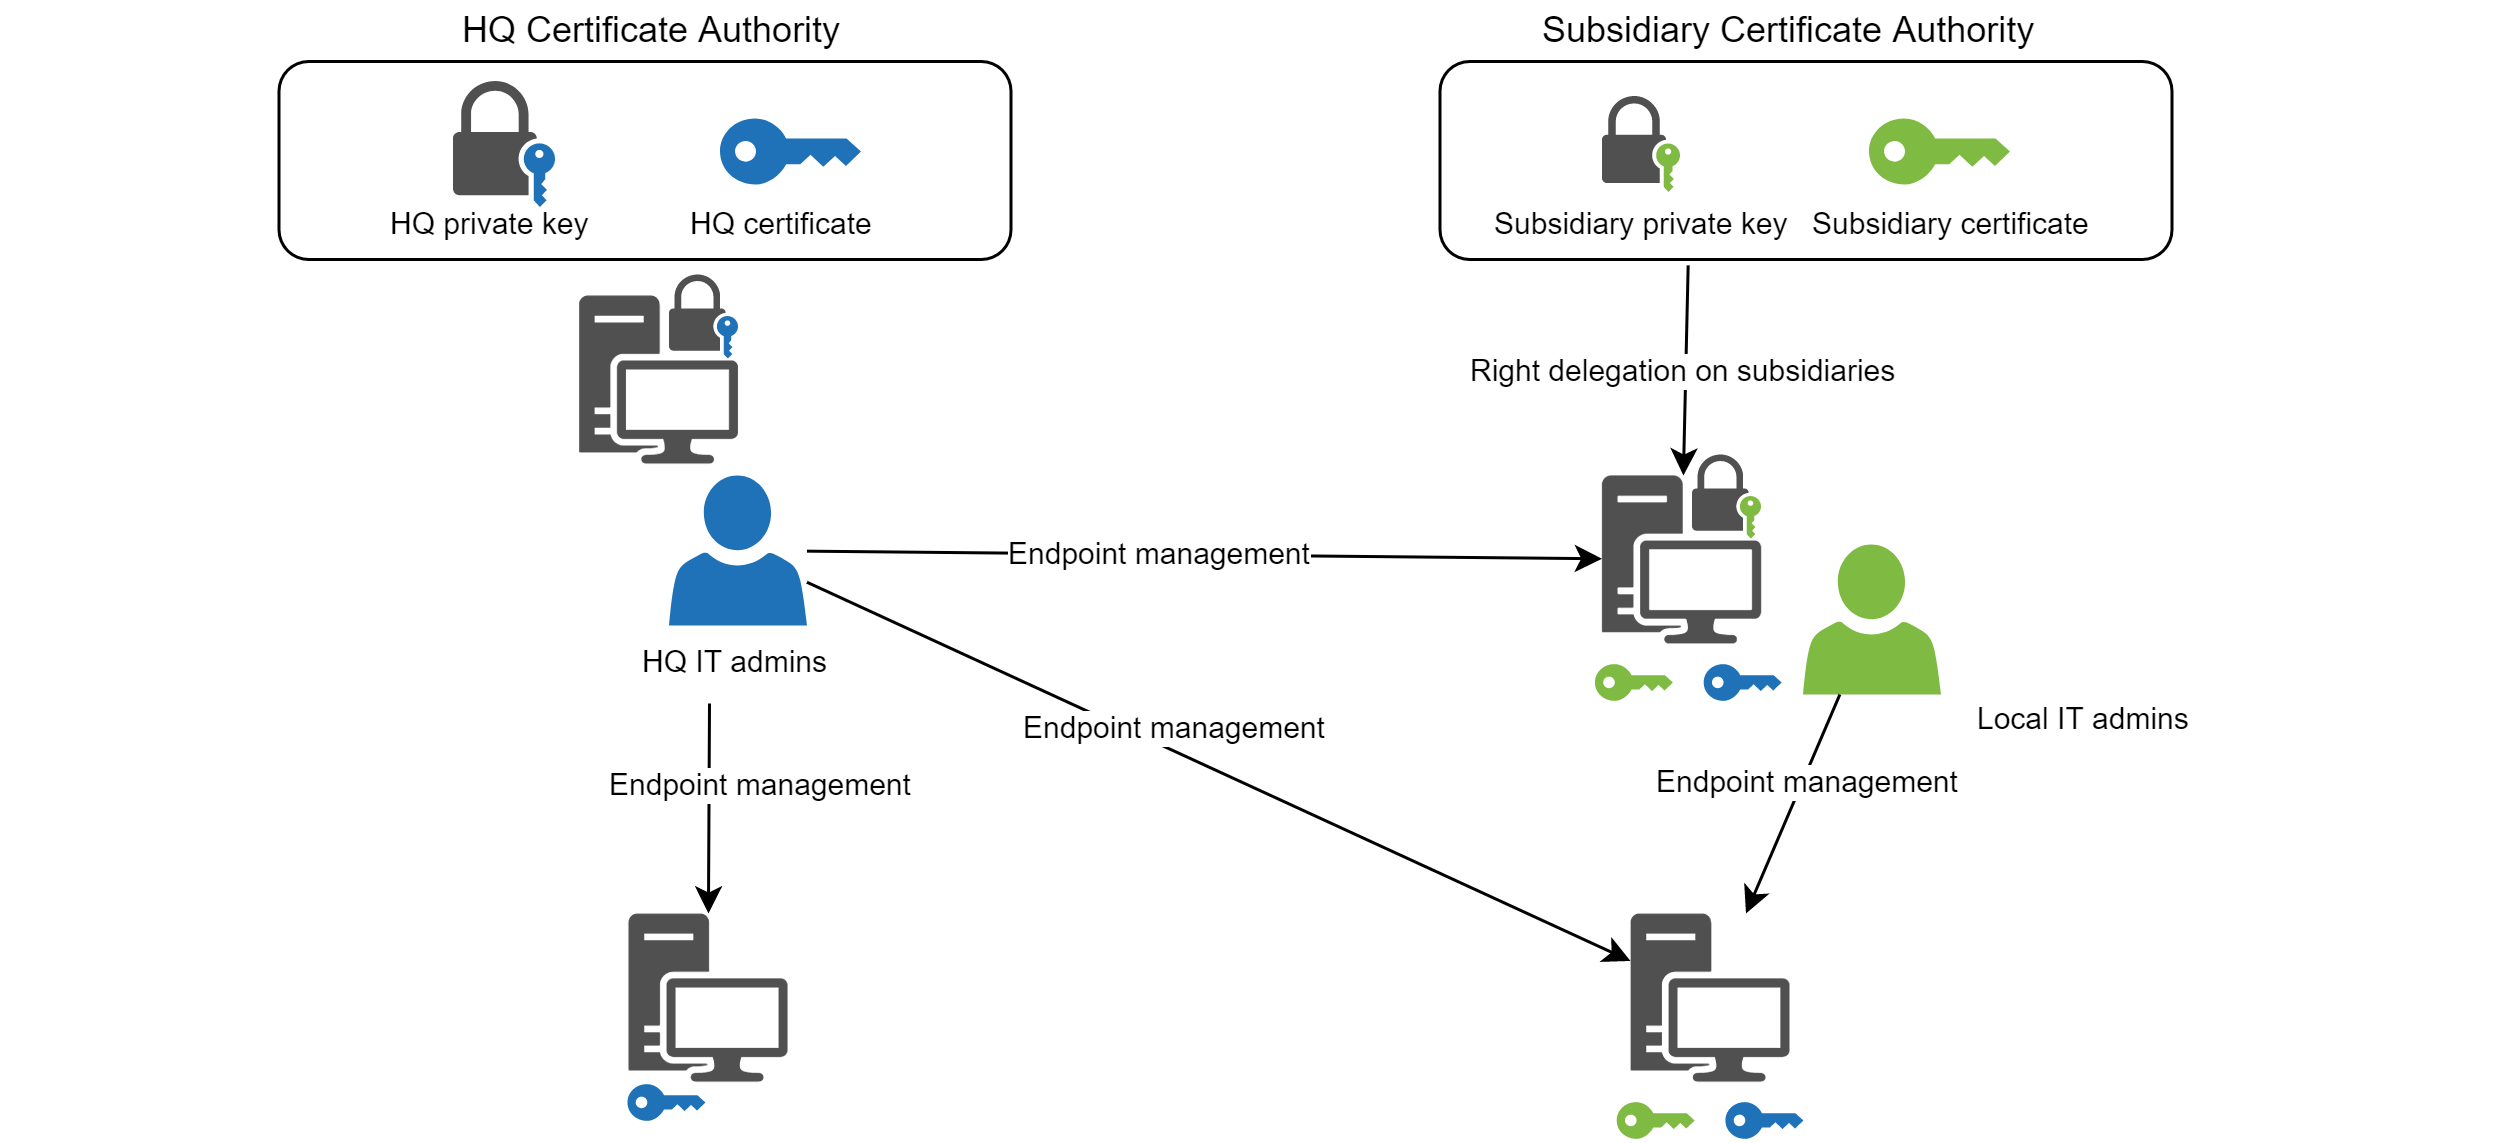 HQ Certificate Authority
Subsidiary Certificate Authority
HQ private key
HQ certificate
Subsidiary private key
Subsidiary certificate
Right delegation on subsidiaries
Endpoint management
HQ IT admins
Local IT admins
Endpoint management
Endpoint management
Endpoint management